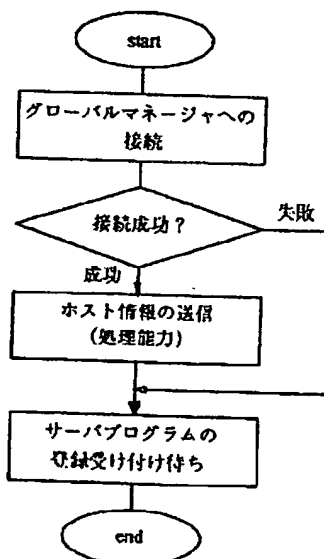 start
グローバルマネージャへの
接続
接続成功？
失敗
成功
ホスト情報の送信
(処理能力)
サーバプログラムの
登録受け付け待ち
end